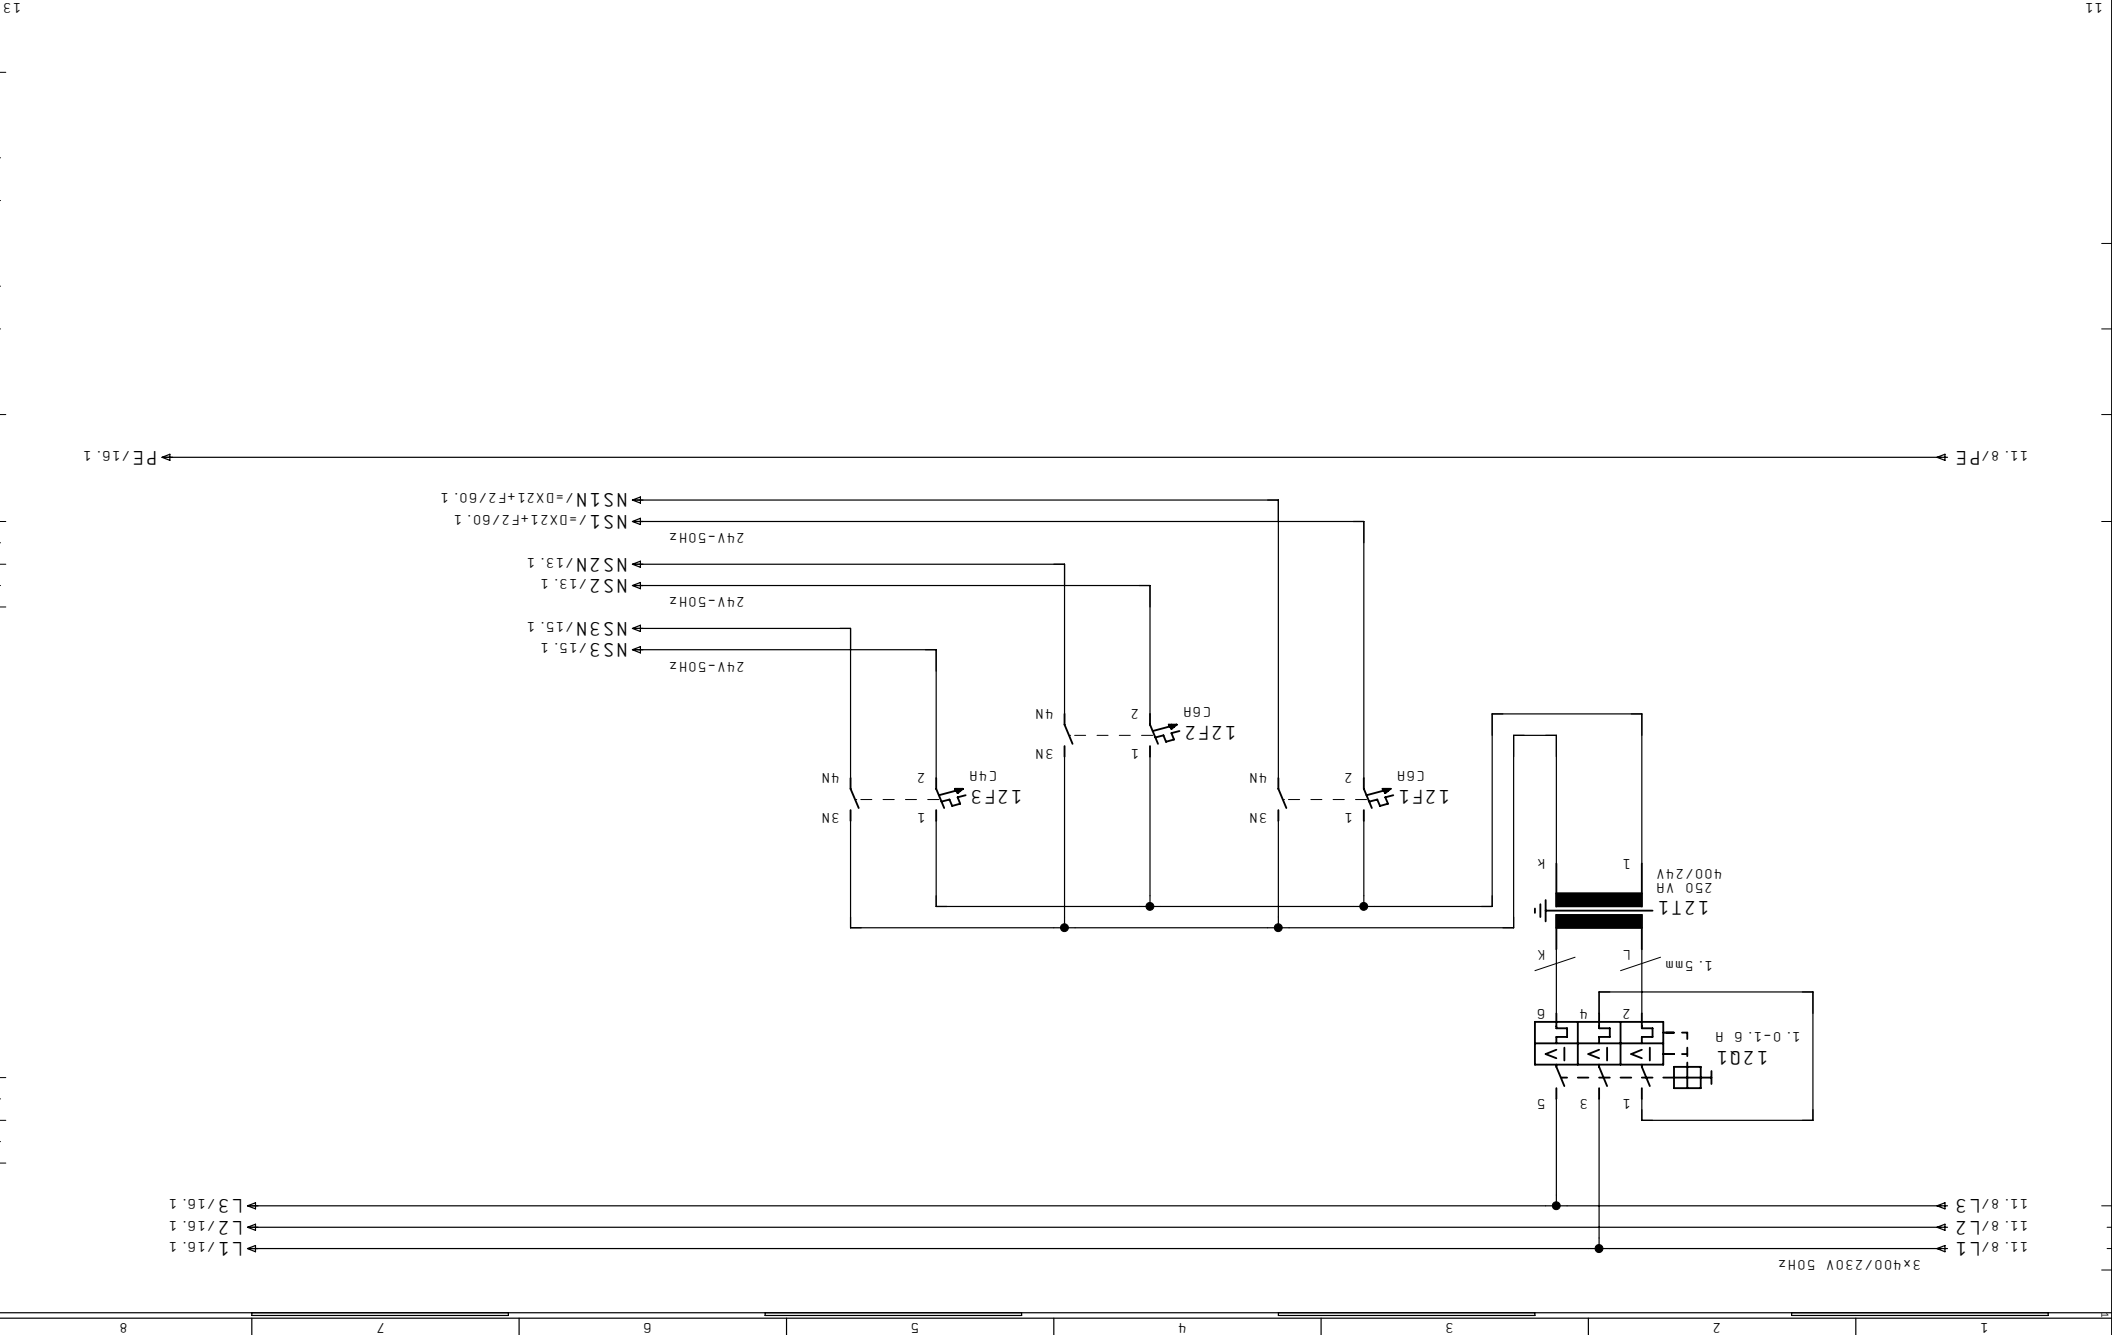 1 2 3 4 5 6 7 8
3x400/230V 50Hz
11.8/L1 L1/16.1
11.8/L2 L2/16.1
11.8/L3 L3/16.1
1 3 5
12Q1
1.0-1.6 A
2 4 6
1.5mm L K
12T1
250 VA
400/24V
l k
1 3N 1 3N
12F1 12F3
C6A 2 4N C4A 2 4N
1 3N
12F2
C6A 2 4N
24V-50Hz
NS3/15.1
NS3N/15.1
24V-50Hz
NS2/13.1
NS2N/13.1
24V-50Hz
NS1/=DX21+F2/60.1
NS1N/=DX21+F2/60.1
11.8/PE PE/16.1
11 13